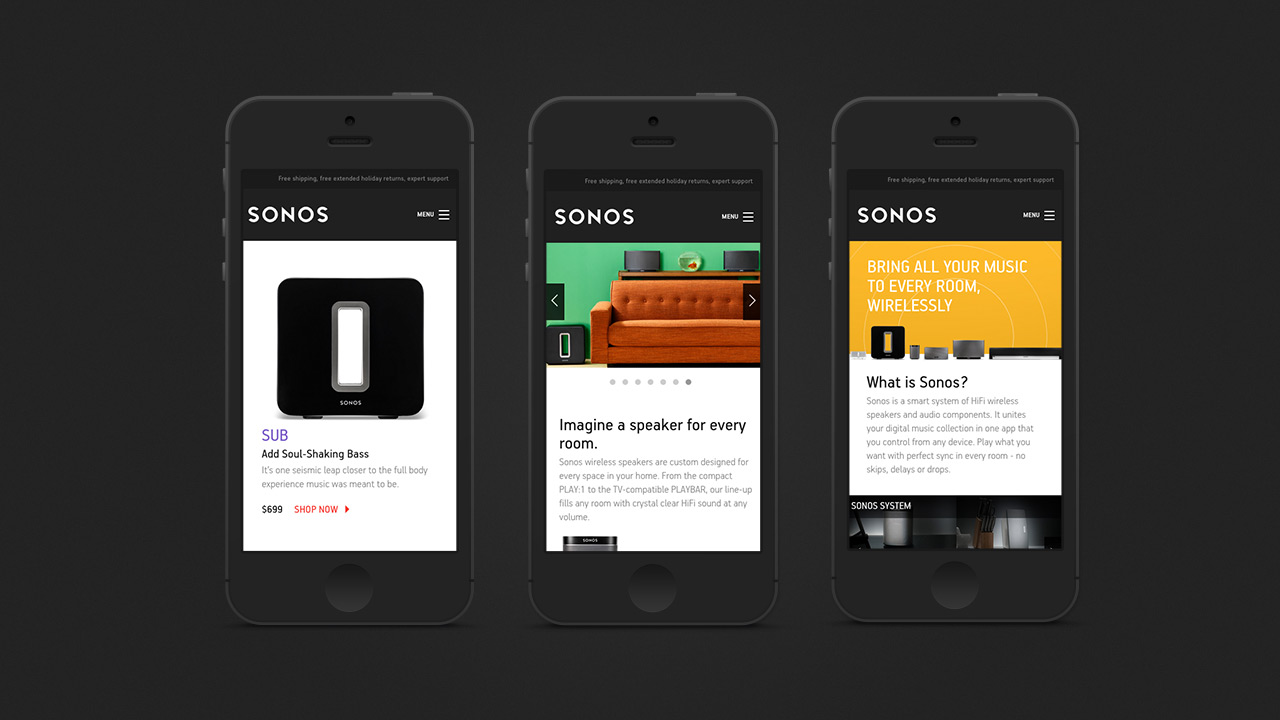 Free shipping, free extended holiday returns, expert support
SONOS
MENU
SONOS
SUB
Add Soul-Shaking Bass
It's one seismic leap closer to the full body
experience music was meant to be.
$699 SHOP NOW
Free shipping, free extended holiday returns, expert support
SONOS
MENU
Imagine a speaker for every
room.
Sonos wireless speakers are custom designed for
every space in your home. From the compact
PLAY:1 to the TV-compatible PLAYBAR, our line-up
fills any room with crystal clear HiFi sound at any
volume.
SONOS
Free shipping, free extended holiday returns, expert support
SONOS
MENU
BRING ALL YOUR MUSIC
TO EVERY ROOM,
WIRELESSLY
What is Sonos?
Sonos is a smart system of HiFi wireless
speakers and audio components. It unites
your digital music collection in one app that
you control from any device. Play what you
want with perfect sync in every room - no
skips, delays or drops.
SONOS SYSTEM